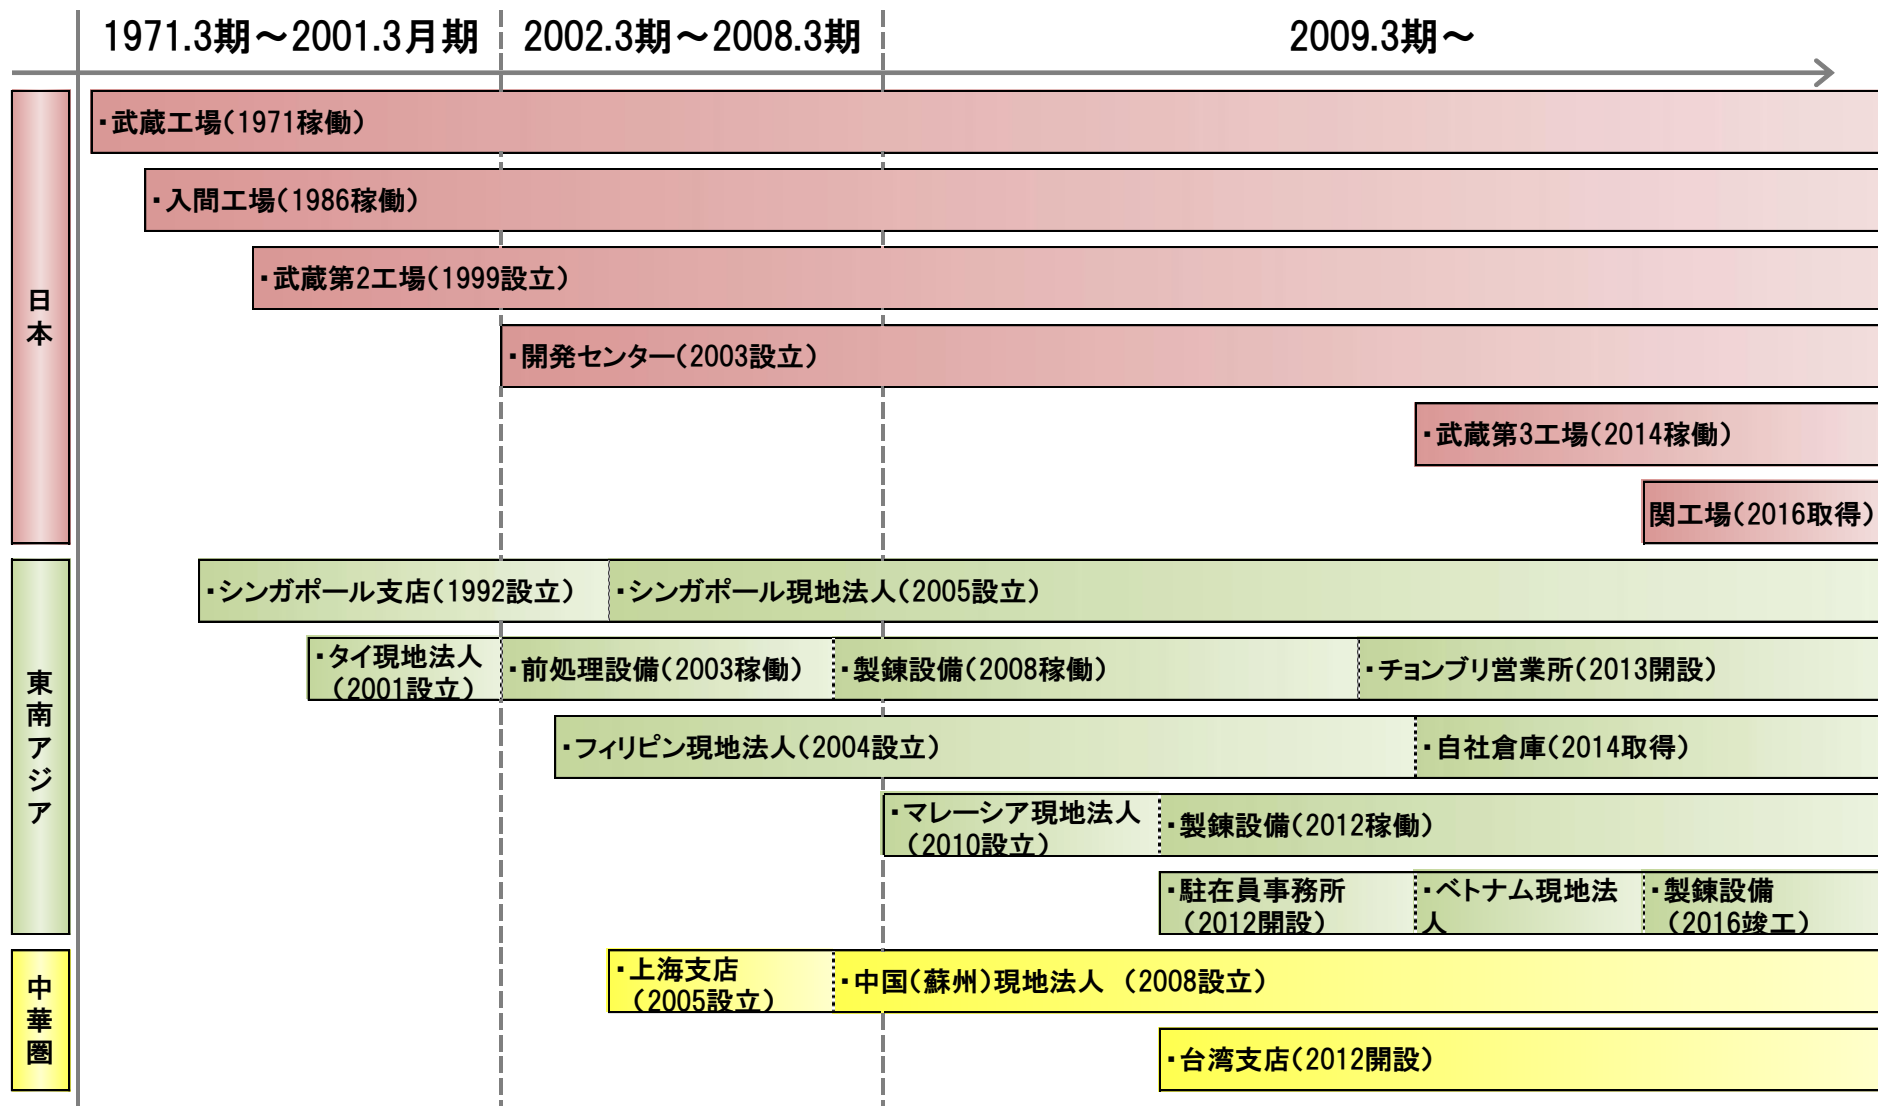 1971.3期～2001.3月期
2002.3期～2008.3期
2009.3期～
日本
・武蔵工場(1971稼働)
・入間工場(1986稼働)
・武蔵第2工場(1999設立)
・開発センター(2003設立)
・武蔵第3工場(2014稼働)
関工場(2016取得)
東南アジア
・シンガポール支店(1992設立)
・シンガポール現地法人(2005設立)
・タイ現地法人
(2001設立)
・前処理設備(2003稼働)
・製錬設備(2008稼働)
・チョンブリ営業所(2013開設)
・フィリピン現地法人(2004設立)
・自社倉庫(2014取得)
・マレーシア現地法人
(2010設立)
・製錬設備(2012稼働)
・駐在員事務所
(2012開設)
・ベトナム現地法
人
・製錬設備
(2016竣工)
中華圏
・上海支店
(2005設立)
・中国(蘇州)現地法人 (2008設立)
・台湾支店(2012開設)